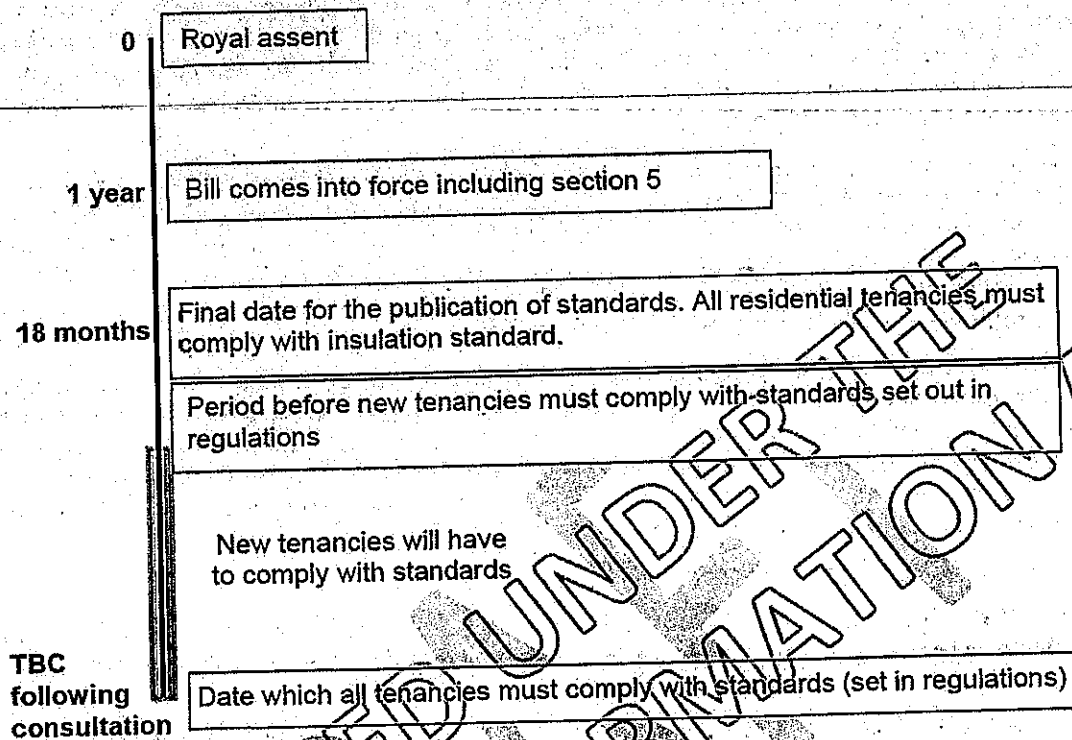 0
Royal assent
1 year
Bill comes into force including section 5
18 months
Final date for the publication of standards. All residential tenancies must
comply with insulation standard.
Period before new tenancies must comply with standards set out in
regulations
New tenancies will have
to comply with standards
TBC
following
consultation
Date which all tenancies must comply with standards (set in regulations)
UNDER THE